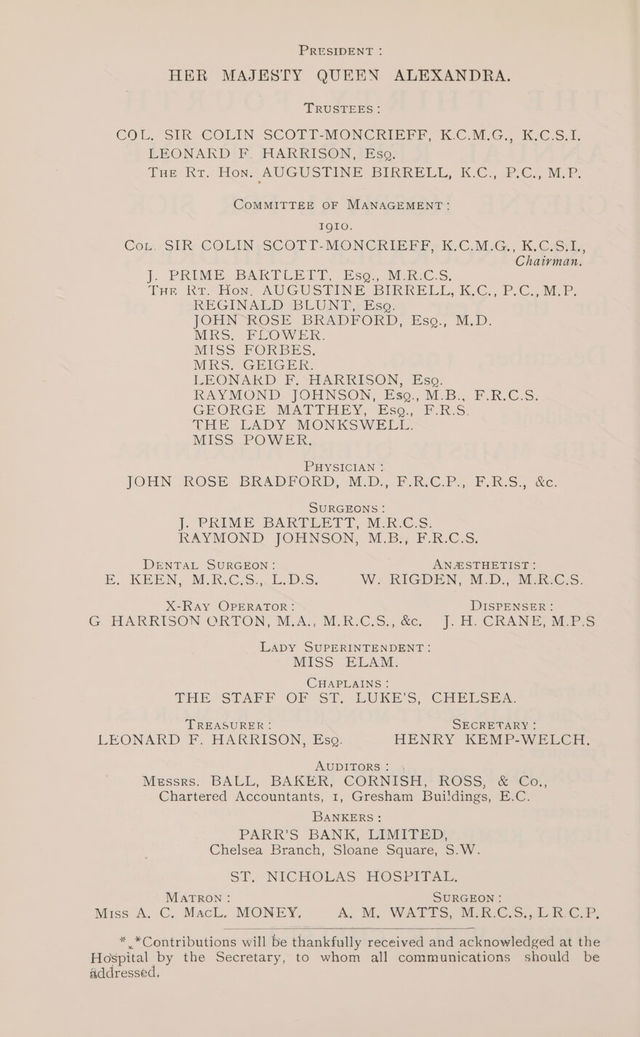 PRESIDENT :
HER MAJESTY QUEEN ALEXANDRA.
TRUSTEES :
COL. SIR COLIN SCOTT-MONCRIEFF, K.C.M.G., K.C.S.I.
LEONARD F. HARRISON, Esq.
THE RT. HON. AUGUSTINE BIRRELL, K.C., P.C., M.P.
COMMITTEE OF MANAGEMENT :
1910.
COL. SIR COLIN SCOTT-MONCRIEFF, K.C.M.G., K.C.S.I.,
Chairman.
J. PRIME BARTLETT, Esq., M.R.C.S.
THE RT. HON. AUGUSTINE BIRRELL, K.C., P.C., M.P.
REGINALD BLUNT, Esq.
JOHN ROSE BRADFORD, Esq., M.D.
MRS. FLOWER.
MISS FORBES.
MRS. GEIGER.
LEONARD F. HARRISON, Esq.
RAYMOND JOHNSON, Esq., M.B., F.R.C.S.
GEORGE MATTHEY, Esq., F.R.S.
THE LADY MONKSWELL.
MISS POWER.
PHYSICIAN :
JOHN ROSE BRADFORD, M.D., F.R.C.P., F.R.S., &c.
SURGEONS :
J. PRIME BARTLETT, M.R.C.S.
RAYMOND JOHNSON, M.B., F.R.C.S.
DENTAL SURGEON : ANÆSTHETIST :
E. KEEN, M.R.C.S., L.D.S. W. RIGDEN, M.D., M.R.C.S.
X-RAY OPERATOR : DISPENSER :
G HARRISON ORTON, M.A., M.R.C.S., &c. J. H. CRANE, M.P.S
LADY SUPERINTENDENT :
MISS ELAM.
CHAPLAINS :
THE STAFF OF ST. LUKE'S, CHELSEA.
TREASURER : SECRETARY :
LEONARD F. HARRISON, Esq. HENRY KEMP-WELCH.
AUDITORS :
MESSRS. BALL, BAKER, CORNISH, ROSS, & Co.,
Chartered Accountants, 1, Gresham Buildings, E.C.
BANKERS :
PARR'S BANK, LIMITED,
Chelsea Branch, Sloane Square, S.W.
ST. NICHOLAS HOSPITAL.
MATRON : SURGEON :
MISS A. C. MACL. MONEY. A. M. WATTS, M.R.C.S., L R.C.P.
*⁎*Contributions will be thankfully received and acknowledged at the
Hospital by the Secretary, to whom all communications should be
addressed.